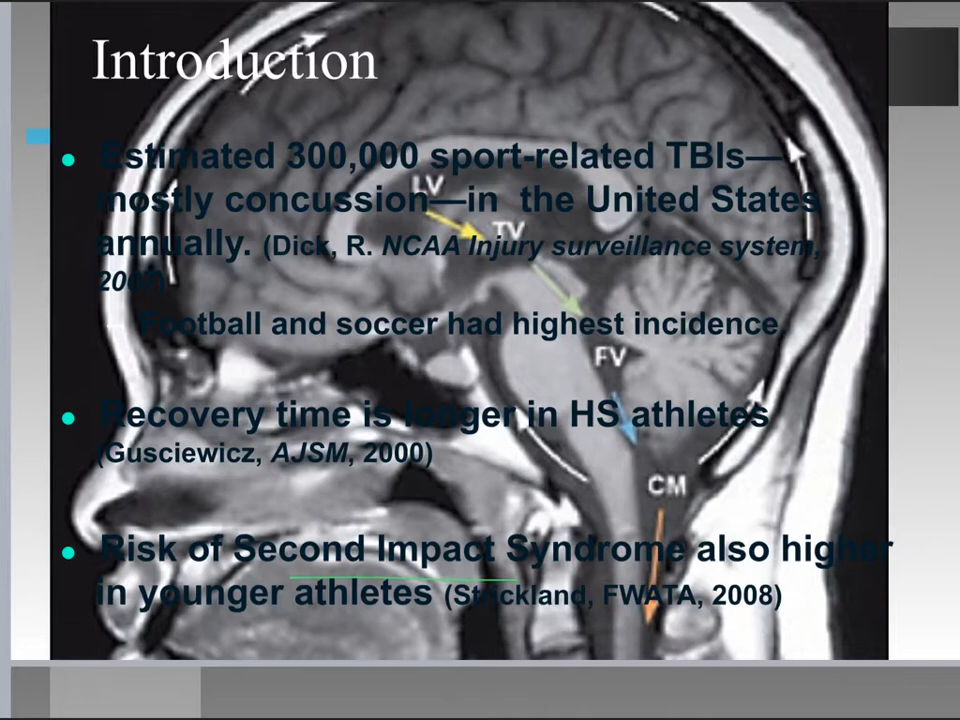 Introduction
Estimated 300,000 sport-related TBIs—
LV
mostly concussion—in the United States
TV
annually. (Dick, R. NCAA Injury surveillance system,
Football and soccer had highest incidence.
FV
Recovery time is longer in HS athletes
(Gusciewicz, AJSM, 2000)
CM
Risk of Second Impact Syndrome also higher
in younger athletes (Strickland, FWATA, 2008)